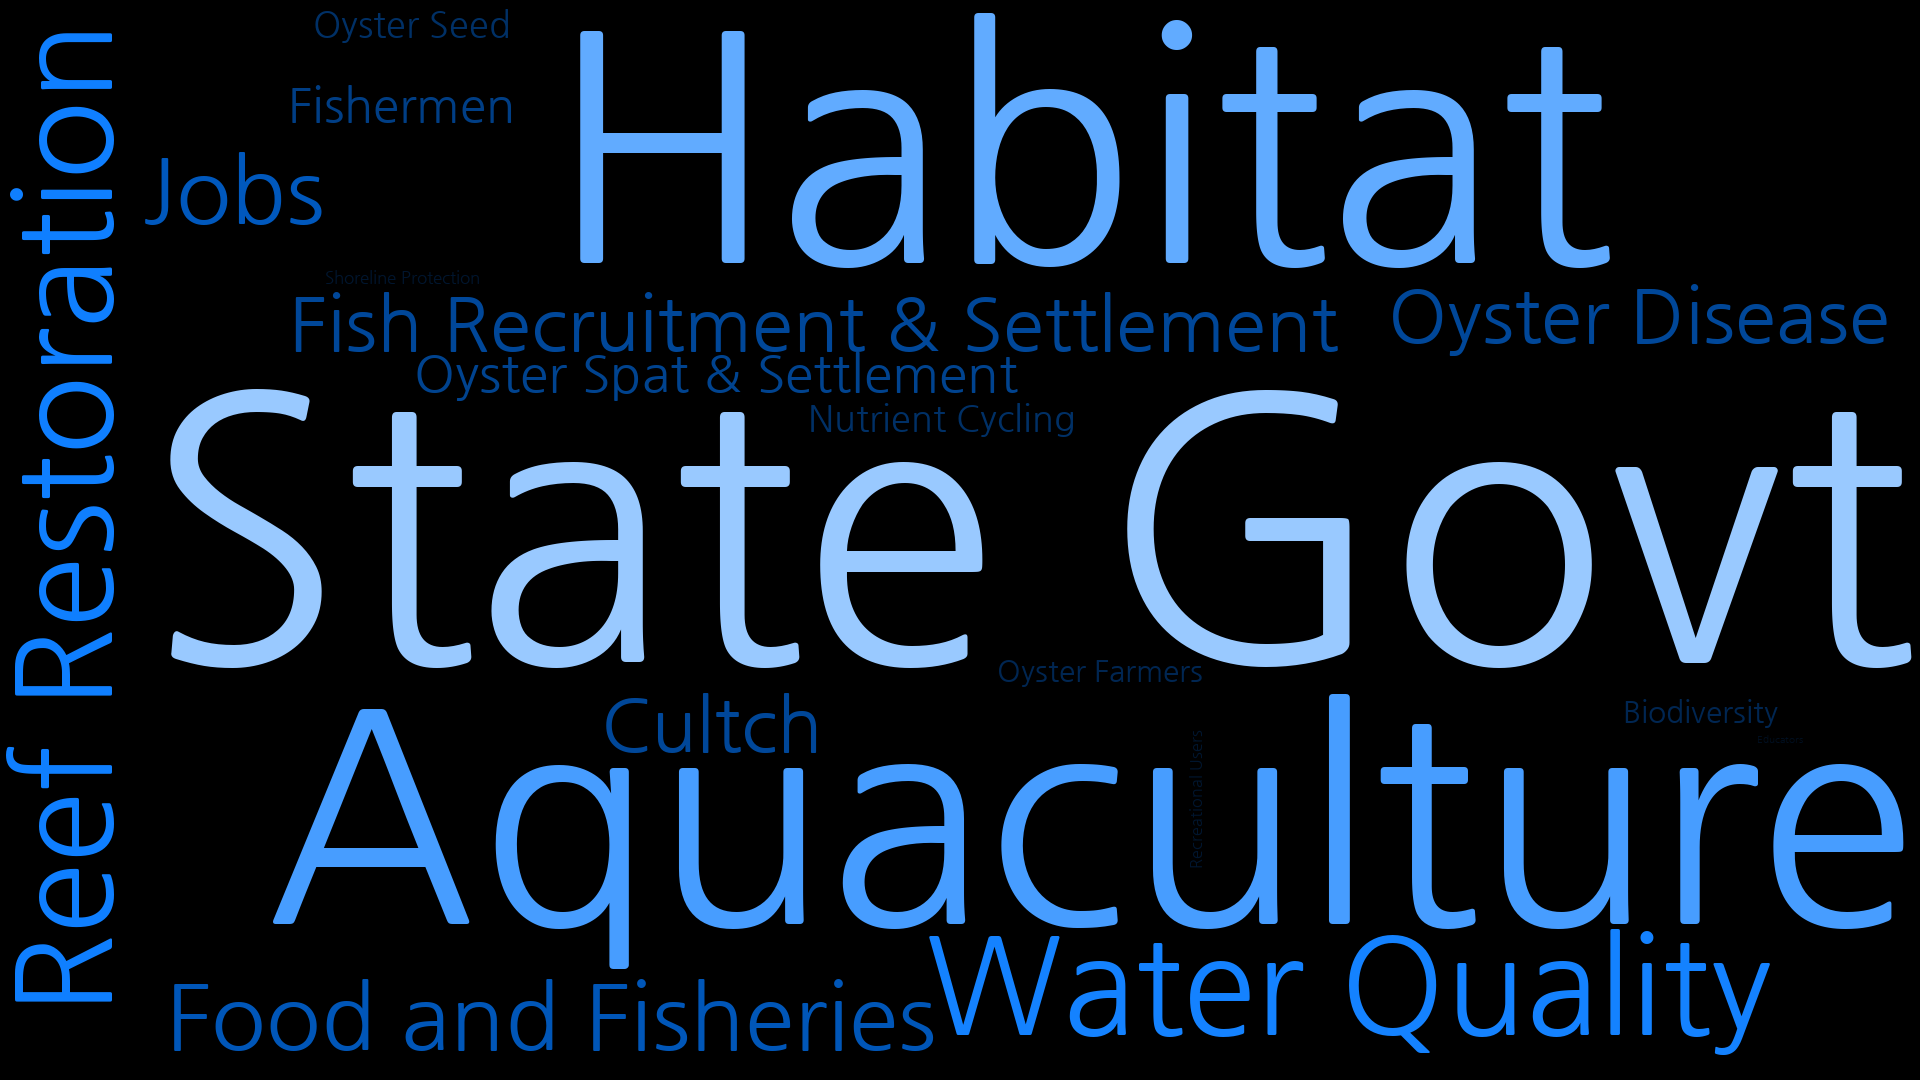 Reef Restoration
Oyster Seed
Habitat
Fishermen
Jobs
Shoreline Protection
Fish Recruitment & Settlement
Oyster Disease
Oyster Spat & Settlement
Nutrient Cycling
State Govt
Oyster Farmers
Cultch
Biodiversity
Recreational Users
Aquaculture
Water Quality
Food and Fisheries